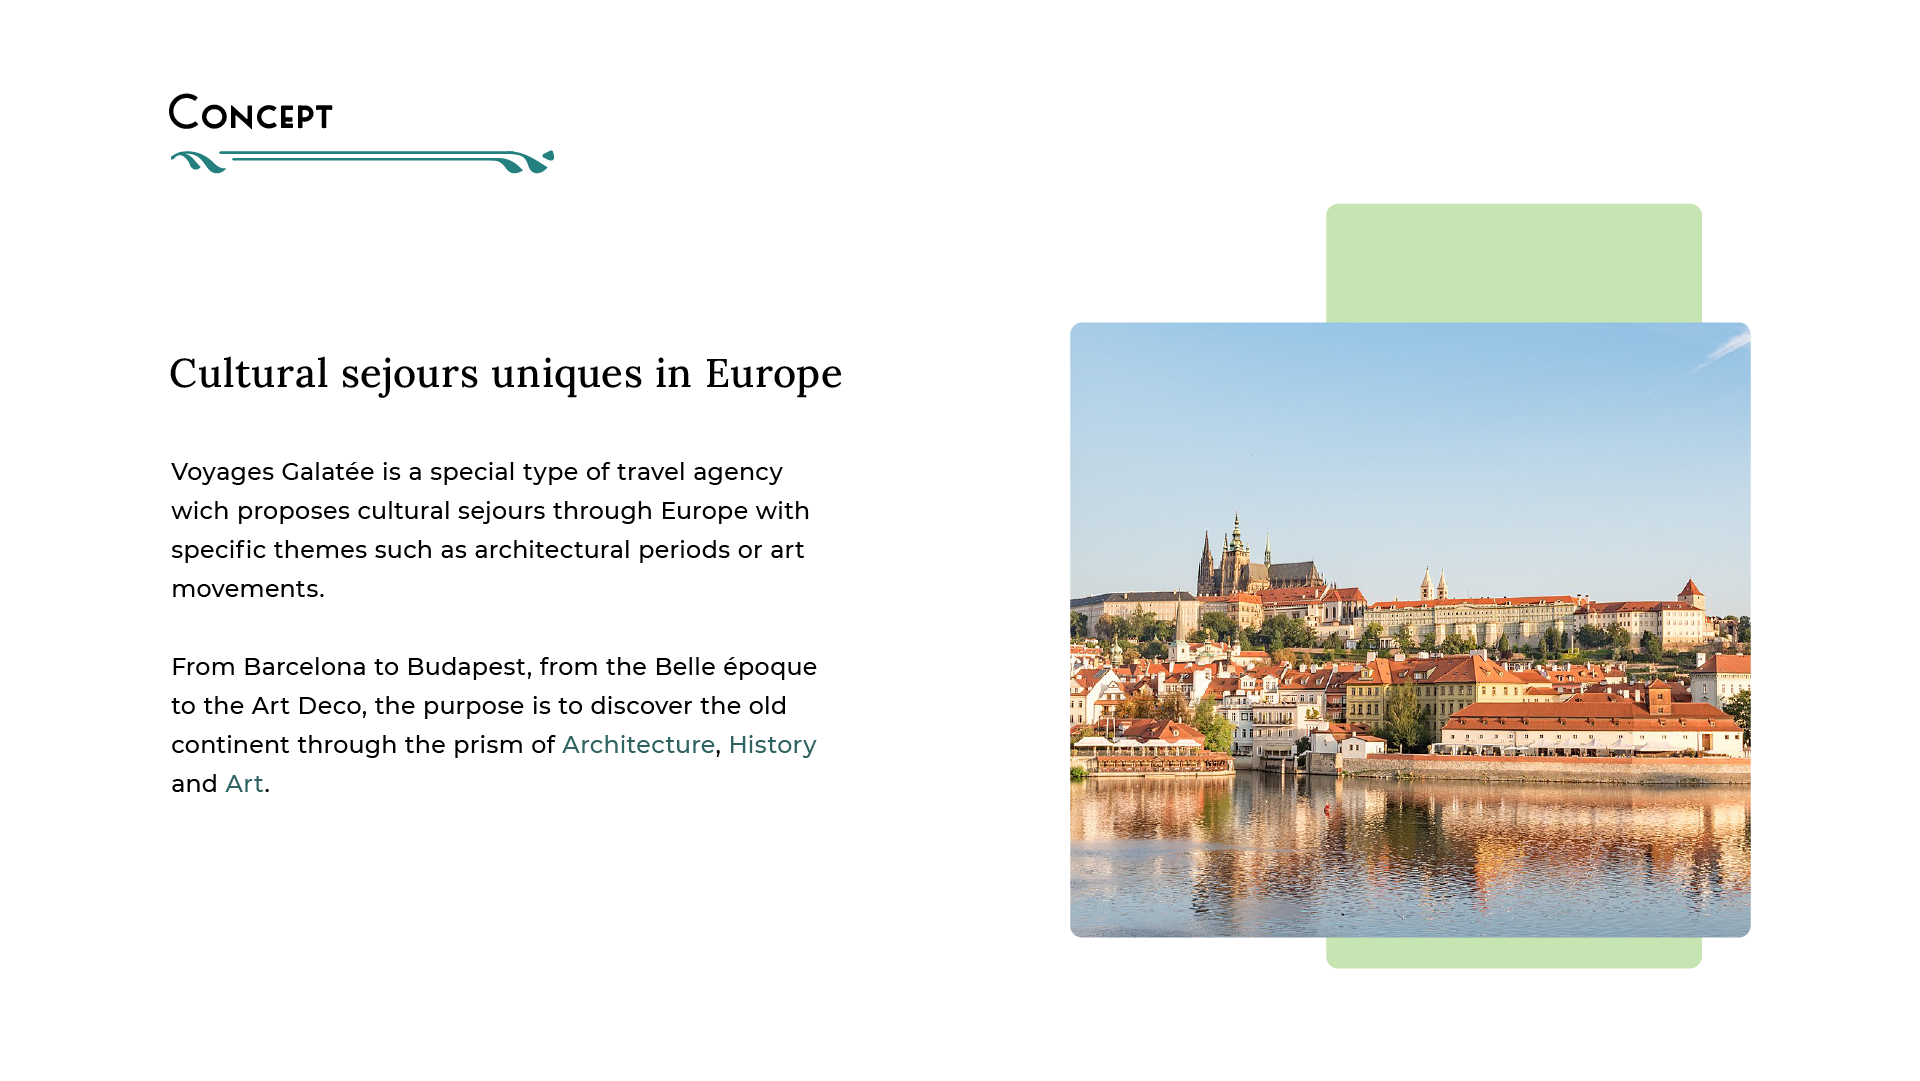 Concept
Cultural sejours uniques in Europe
Voyages Galatée is a special type of travel agency
wich proposes cultural sejours through Europe with
specific themes such as architectural periods or art
movements.
From Barcelona to Budapest, from the Belle époque
to the Art Deco, the purpose is to discover the old
continent through the prism of Architecture, History
and Art.